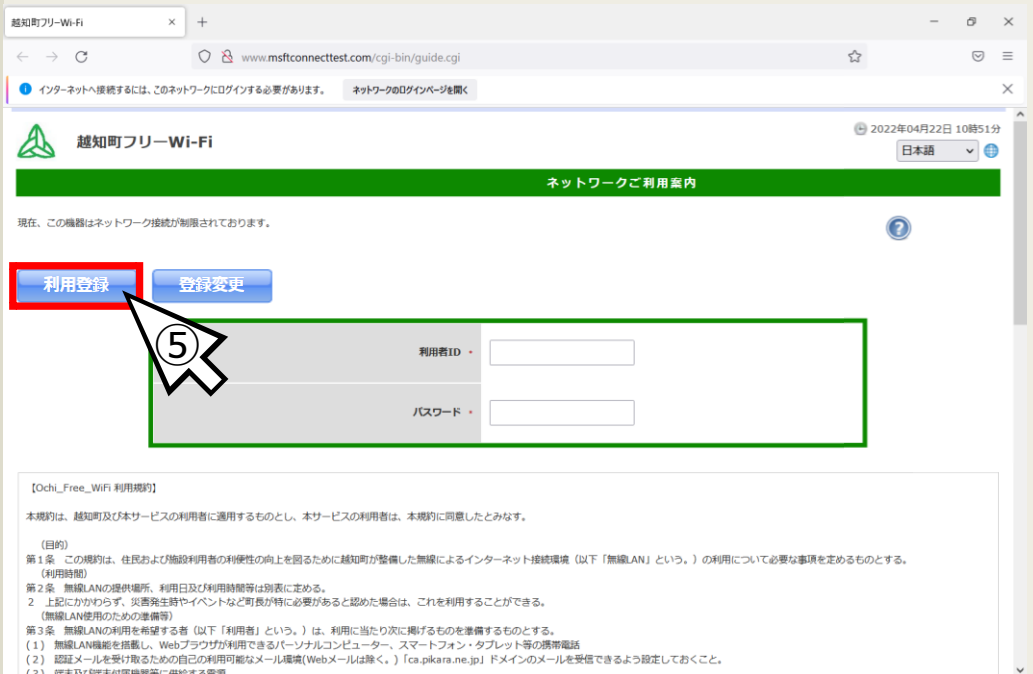 越知町フリーWi-Fi
www.msftconnecttest.com/cgi-bin/guide.cgi
インターネットへ接続するには、このネットワークにログインする必要があります。 ネットワークのログインページを開く
2022年04月22日 10時51分
越知町フリーWi-Fi
日本語
ネットワークご利用案内
現在、この機器はネットワーク接続が制限されております。
利用登録 登録変更
⑤
利用者ID *
パスワード *
【Ochi_Free_WiFi 利用規約】
本規約は、越知町及び本サービスの利用者に適用するものとし、本サービスの利用者は、本規約に同意したとみなす。
（目的）
第１条　この規約は、住民および施設利用者の利便性の向上を図るために越知町が整備した無線によるインターネット接続環境（以下「無線LAN」という。）の利用について必要な事項を定めるものとする。
（利用時間）
第２条　無線LANの提供場所、利用日及び利用時間等は別表に定める。
２　上記にかかわらず、災害発生時やイベントなど町長が特に必要があると認めた場合は、これを利用することができる。
（無線LAN使用のための準備等）
第３条　無線LANの利用を希望する者（以下「利用者」という。）は、利用に当たり次に掲げるものを準備するものとする。
(１)　無線LAN機能を搭載し、Webブラウザが利用できるパーソナルコンピューター、スマートフォン・タブレット等の携帯電話
(２)　認証メールを受け取るための自己の利用可能なメール環境(Webメールは除く。)「ca.pikara.ne.jp」ドメインのメールを受信できるよう設定しておくこと。
(３)　端末及び端末付属機器等に供給する電源